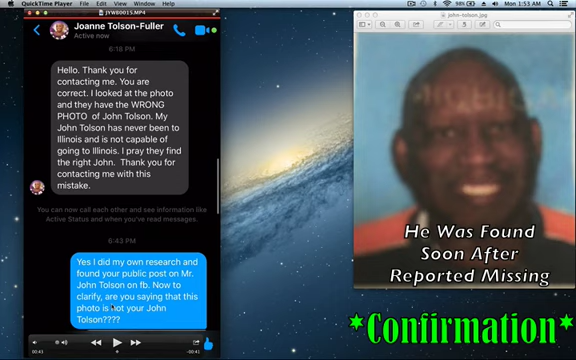 QuickTime Player File Edit View Window Help
Mon 1:53 AM
JYWB0015.MP4
Joanne Tolson-Fuller
Active now
6:18 PM
Hello. Thank you for
contacting me. You are
correct. I looked at the photo
and they have the WRONG
PHOTO of John Tolson. My
John Tolson has never been to
Illinois and is not capable of
going to Illinois. I pray they find
the right John. Thank you for
contacting me with this
mistake.
You can now call each other and see information like
Active Status and when you've read messages.
6:43 PM
Yes I did my own research and
found your public post on Mr.
John Tolson on fb. Now to
clarify, are you saying that this
photo is not your John
Tolson????
00:41
-00:41
john-tolson.jpg
MICHIGAN
He Was Found
Soon After
Reported Missing
*Confirmation*